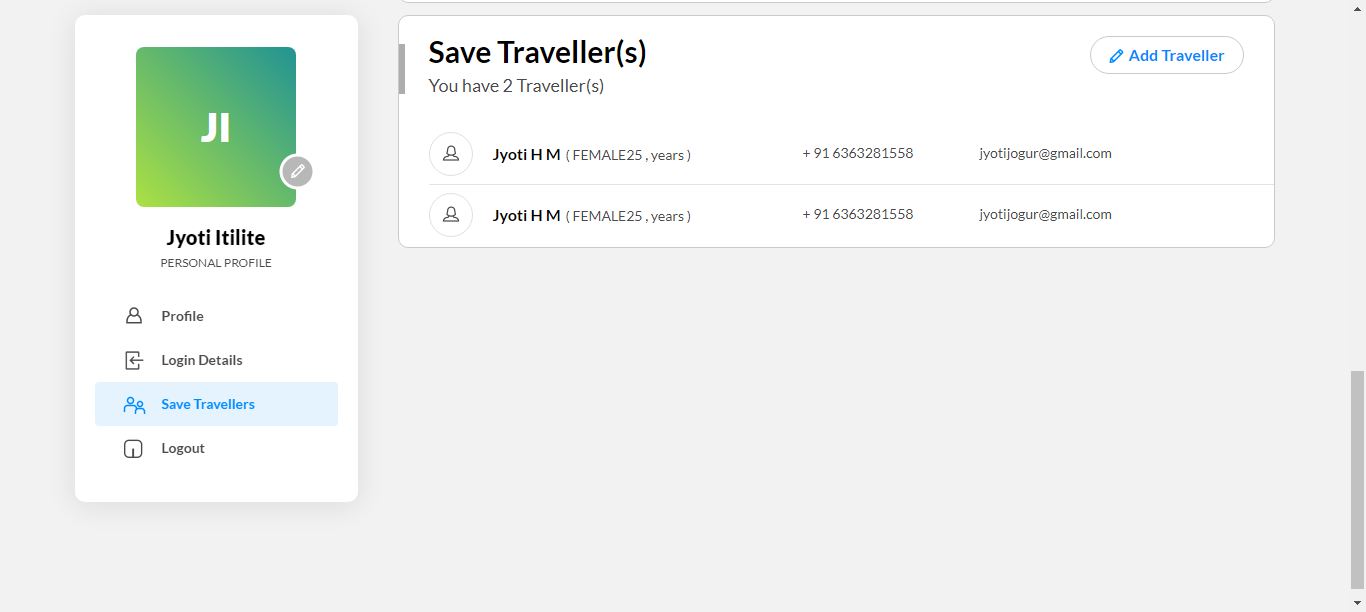 JI
Jyoti Itilite
PERSONAL PROFILE
Profile
Login Details
Save Travellers
Logout
Save Traveller(s)
You have 2 Traveller(s)
Add Traveller
Jyoti H M ( FEMALE25 , years ) + 91 6363281558 jyotijogur@gmail.com
Jyoti H M ( FEMALE25 , years ) + 91 6363281558 jyotijogur@gmail.com